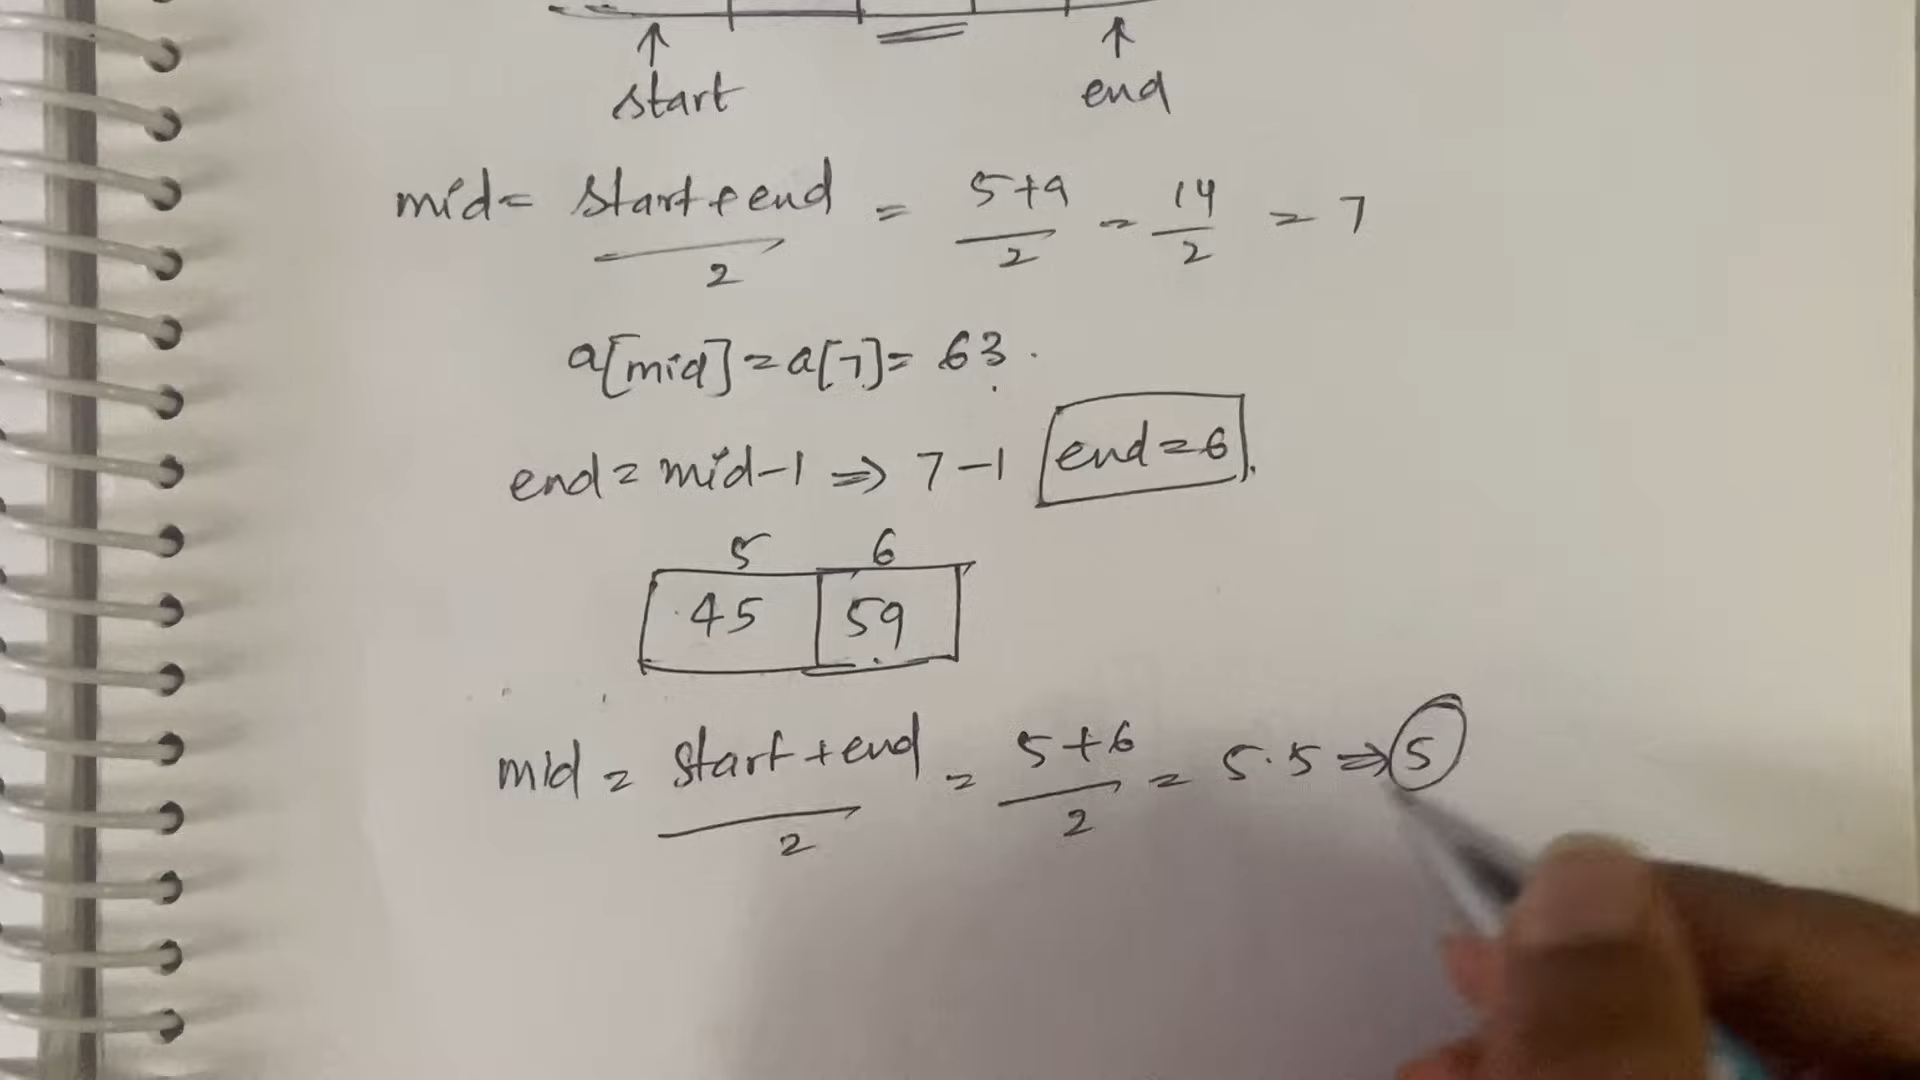 start end
mid = start+end/2 = 5+9/2 = 14/2 = 7
a[mid] = a[7] = 63.
end = mid-1 ⇒ 7-1 end=6.
5 6
45 59
mid = start+end/2 = 5+6/2 = 5.5 ⇒ 5